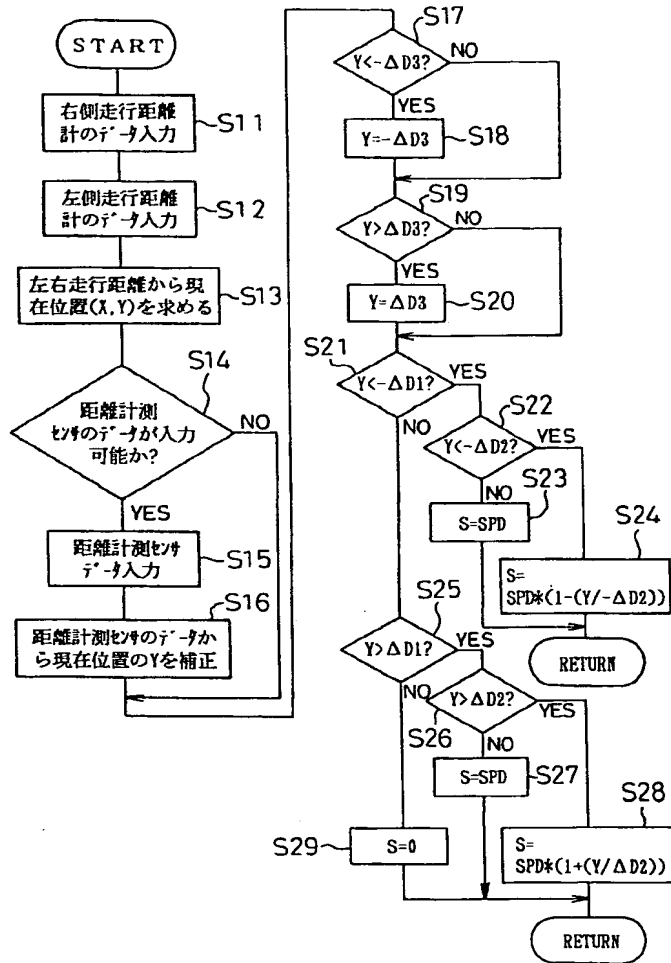 START
右側走行距離
計のデータ入力
S11
左側走行距離
計のデータ入力
S12
左右走行距離から現
在位置(X,Y)を求める
S13
S14
距離計測
センサのデータが入力
可能か?
NO
YES
距離計測センサ
データ入力
S15
S16
距離計測センサのデータか
ら現在位置のYを補正
S17
Y<-ΔD3?
NO
YES
Y=-ΔD3
S18
S19
Y>ΔD3?
NO
YES
Y=ΔD3
S20
S21
Y<-ΔD1?
YES
NO
S22
Y<-ΔD2?
YES
NO
S23
S=SPD
S24
S=
SPD*(1-(Y/-ΔD2))
RETURN
S25
Y>ΔD1?
YES
NO
Y>ΔD2?
YES
S26
NO
S=SPD
S27
S28
S=
SPD*(1+(Y/ΔD2))
S29
S=0
RETURN